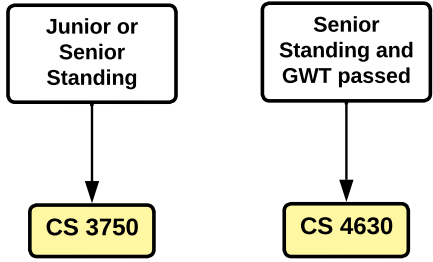 Junior or
Senior
Standing
Senior
Standing and
GWT passed
CS 3750
CS 4630